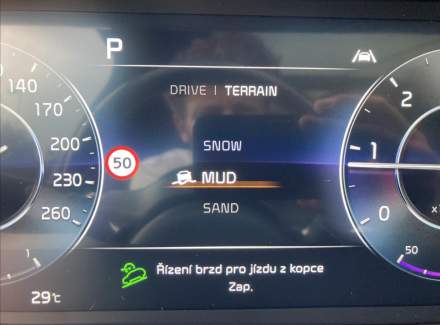 P
DRIVE | TERRAIN
140
170
200
230
260
1
50
SNOW
MUD
SAND
2
1
0
50
Řízení brzd pro jízdu z kopce
Zap.
29°C